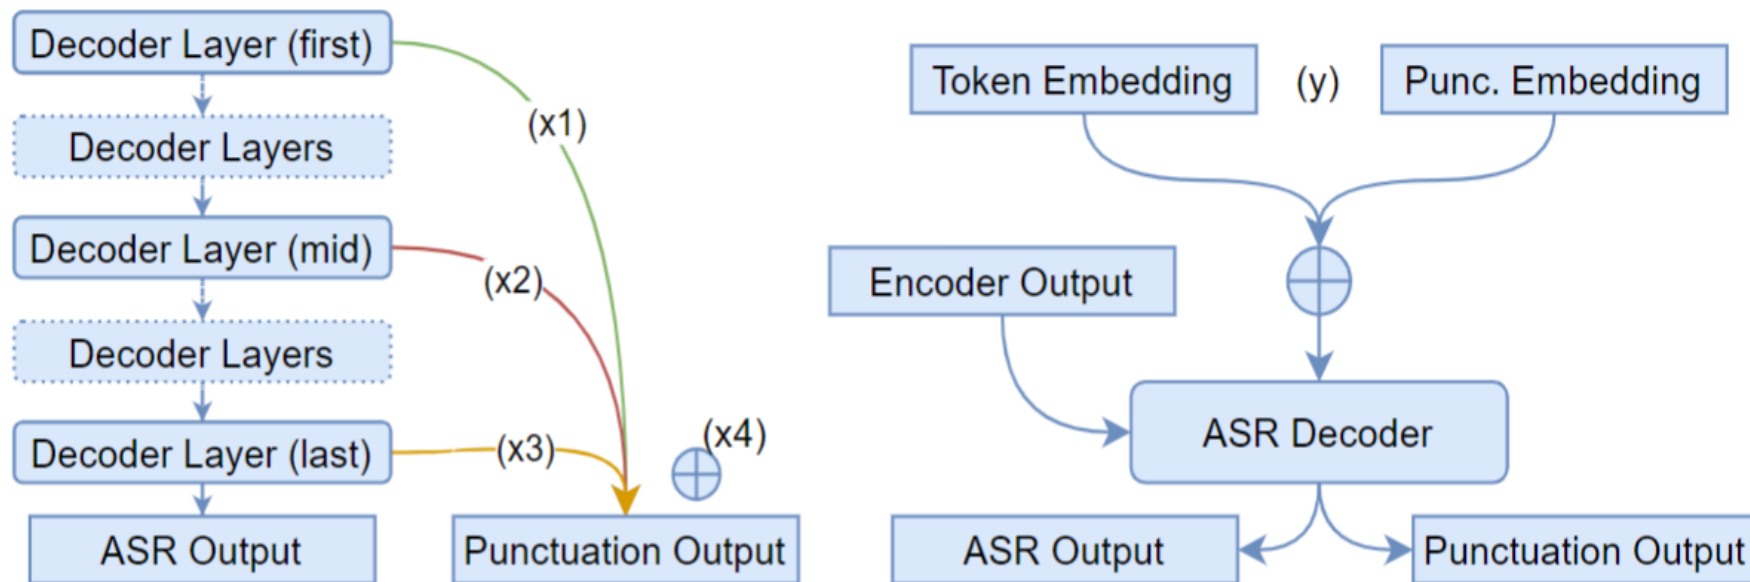 Decoder Layer (first)
(x1)
Decoder Layers
Decoder Layer (mid)
(x2)
Decoder Layers
Decoder Layer (last)
(x3)
(x4)
ASR Output
Punctuation Output
Token Embedding
(y)
Punc. Embedding
Encoder Output
ASR Decoder
ASR Output
Punctuation Output